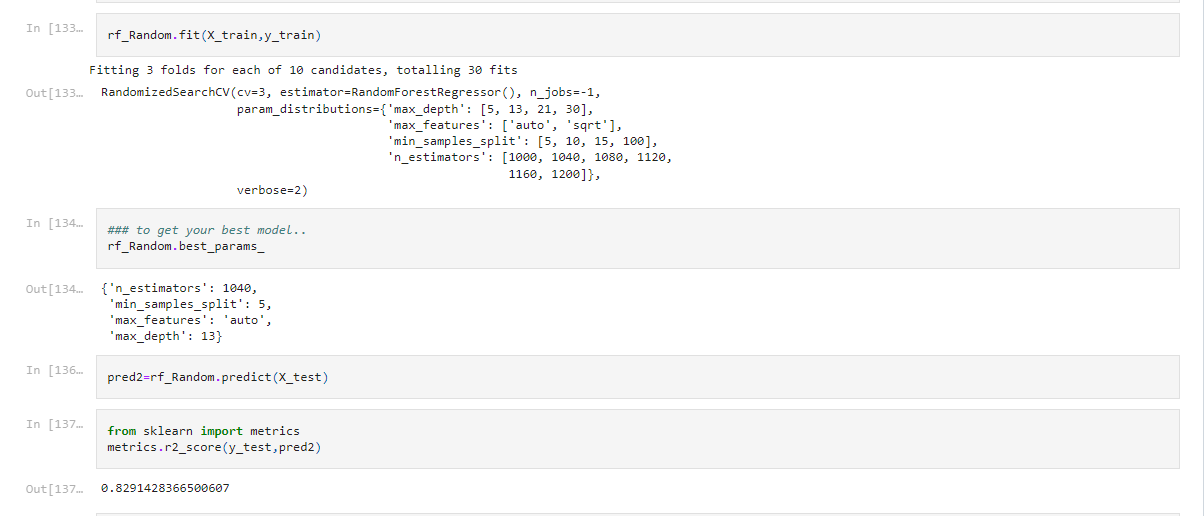 In [133…
rf_Random.fit(X_train,y_train)
Fitting 3 folds for each of 10 candidates, totalling 30 fits
Out[133… RandomizedSearchCV(cv=3, estimator=RandomForestRegressor(), n_jobs=-1,
param_distributions={'max_depth': [5, 13, 21, 30],
'max_features': ['auto', 'sqrt'],
'min_samples_split': [5, 10, 15, 100],
'n_estimators': [1000, 1040, 1080, 1120,
1160, 1200]},
verbose=2)
In [134…
### to get your best model..
rf_Random.best_params_
Out[134… {'n_estimators': 1040,
'min_samples_split': 5,
'max_features': 'auto',
'max_depth': 13}
In [136…
pred2=rf_Random.predict(X_test)
In [137…
from sklearn import metrics
metrics.r2_score(y_test,pred2)
Out[137… 0.8291428366500607